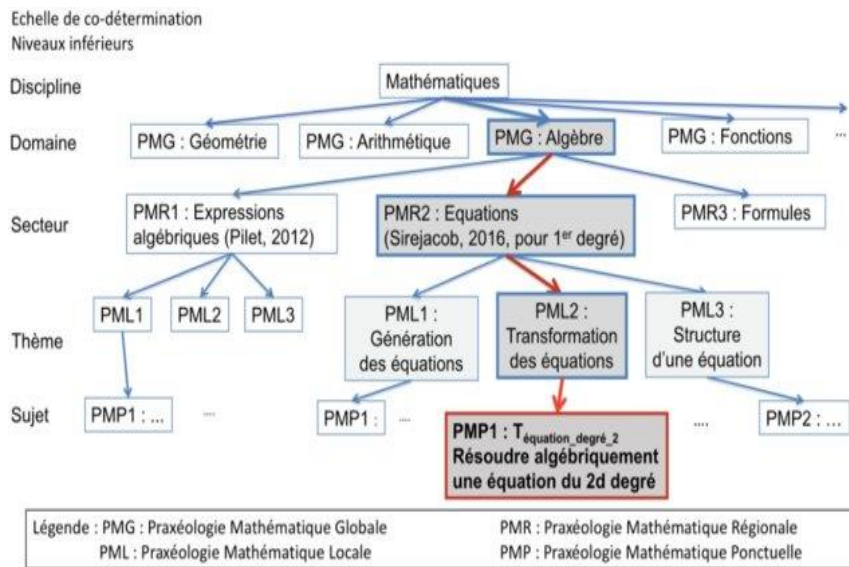 Echelle de co-détermination
Niveaux inférieurs
Discipline
Mathématiques
Domaine
PMG : Géométrie
PMG : Arithmétique
PMG : Algèbre
PMG : Fonctions
...
Secteur
PMR1 : Expressions
algébriques (Pilet, 2012)
PMR2 : Equations
(Sirejacob, 2016, pour 1er degré)
PMR3 : Formules
Thème
PML1
PML2
PML3
PML1 :
Génération
des équations
PML2 :
Transformation
des équations
PML3 :
Structure
d'une équation
Sujet
PMP1 : ...
....
PMP1 :
....
PMP1 : Téquation_degré_2
Résoudre algébriquement
une équation du 2d degré
....
PMP2 : ...
Légende : PMG : Praxéologie Mathématique Globale
PMR : Praxéologie Mathématique Régionale
PML : Praxéologie Mathématique Locale
PMP : Praxéologie Mathématique Ponctuelle